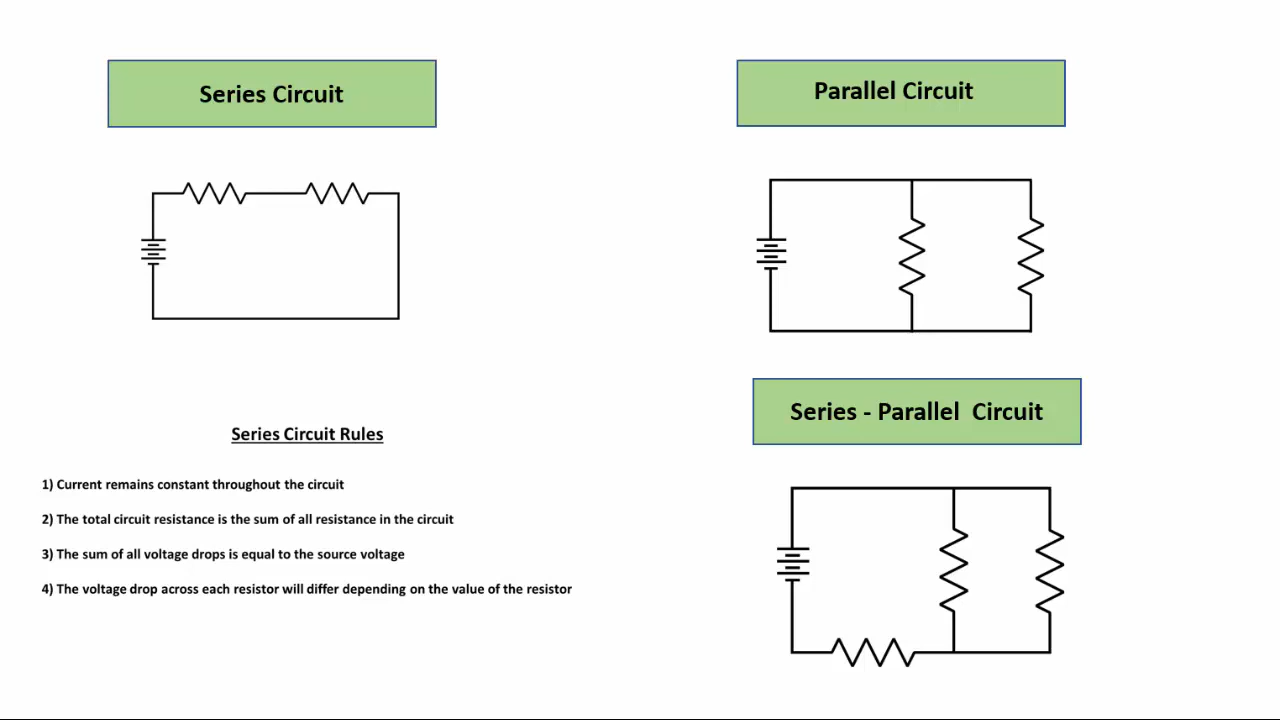 Series Circuit
Parallel Circuit
Series - Parallel  Circuit
Series Circuit Rules
1) Current remains constant throughout the circuit
2) The total circuit resistance is the sum of all resistance in the circuit
3) The sum of all voltage drops is equal to the source voltage
4) The voltage drop across each resistor will differ depending on the value of the resistor